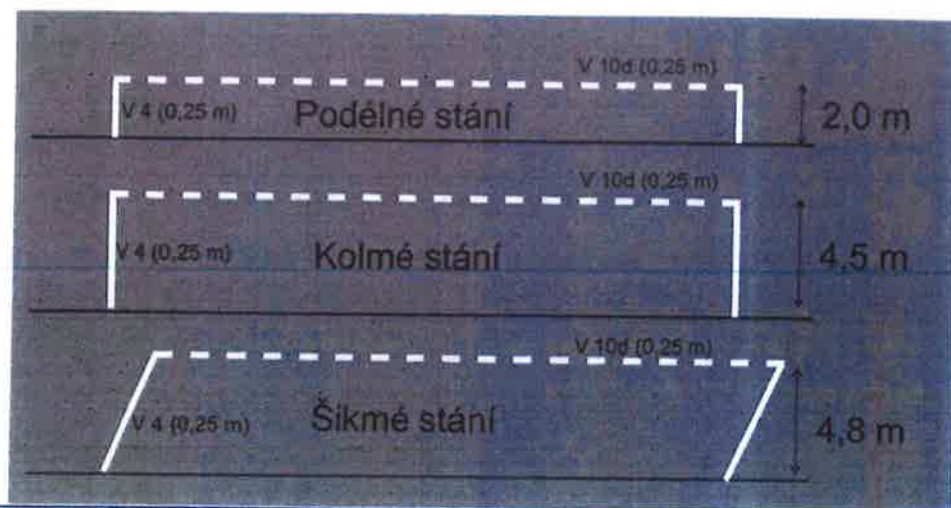 V 10d (0,25 m)
V 4 (0,25 m) Podélné stání 2,0 m
V 10d (0,25 m)
V 4 (0,25 m) Kolmé stání 4,5 m
V 10d (0,25 m)
V 4 (0,25 m) Šikmé stání 4,8 m